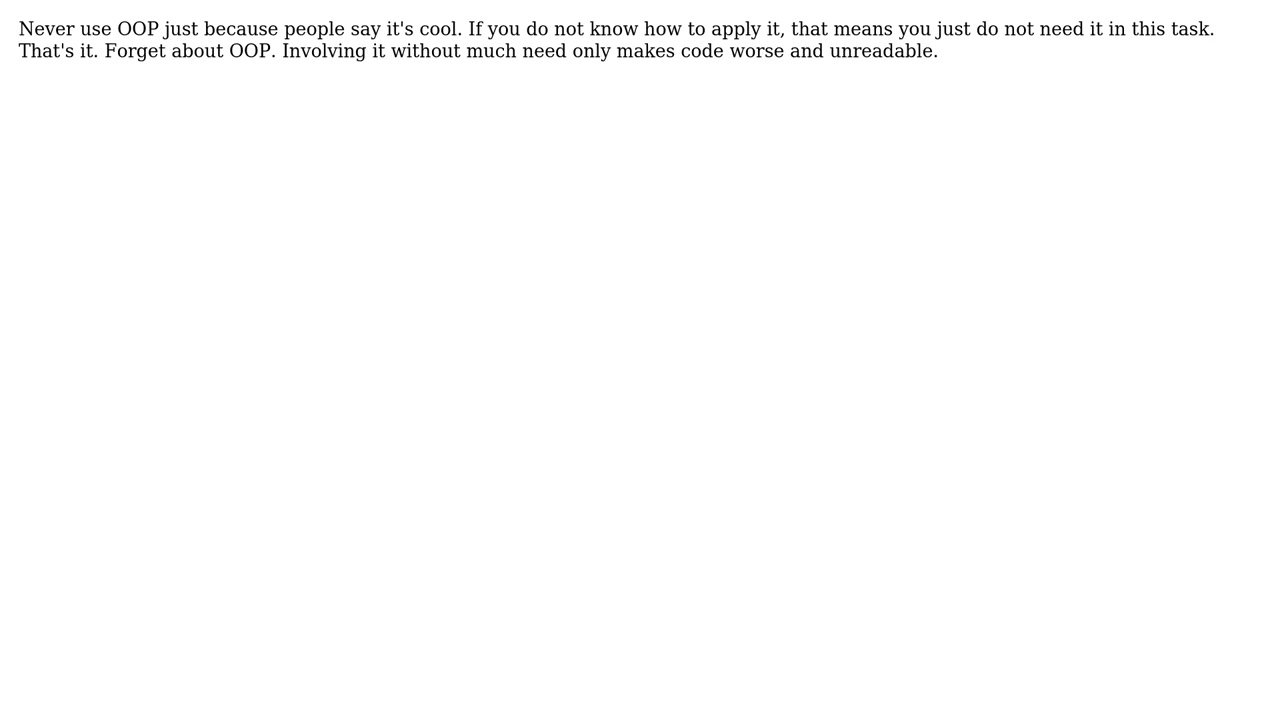 Never use OOP just because people say it's cool. If you do not know how to apply it, that means you just do not need it in this task.
That's it. Forget about OOP. Involving it without much need only makes code worse and unreadable.